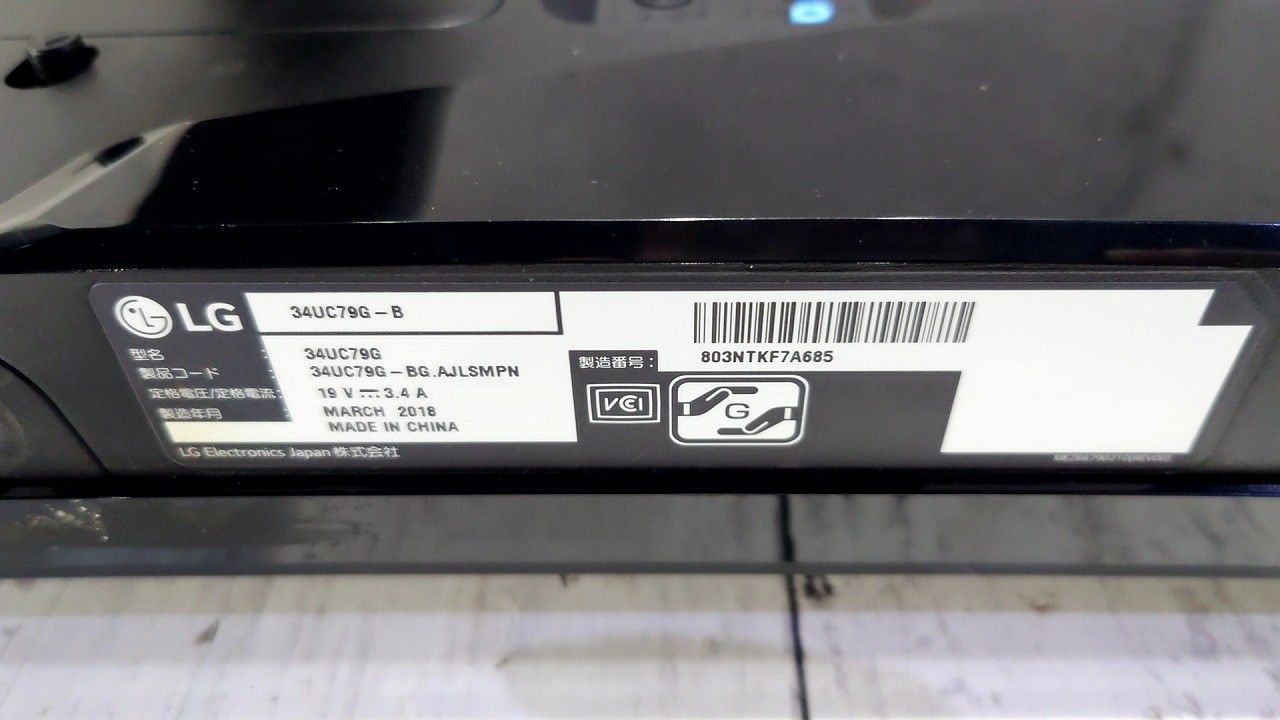 LG 34UC79G-B
型名 : 34UC79G
製品コード : 34UC79G-BG.AJLSMPN
定格電圧/定格電流: 19 V⎓3.4 A
製造年月 : MARCH 2018
MADE IN CHINA
LG Electronics Japan 株式会社
803NTKF7A685
製造番号:
VCCI
G